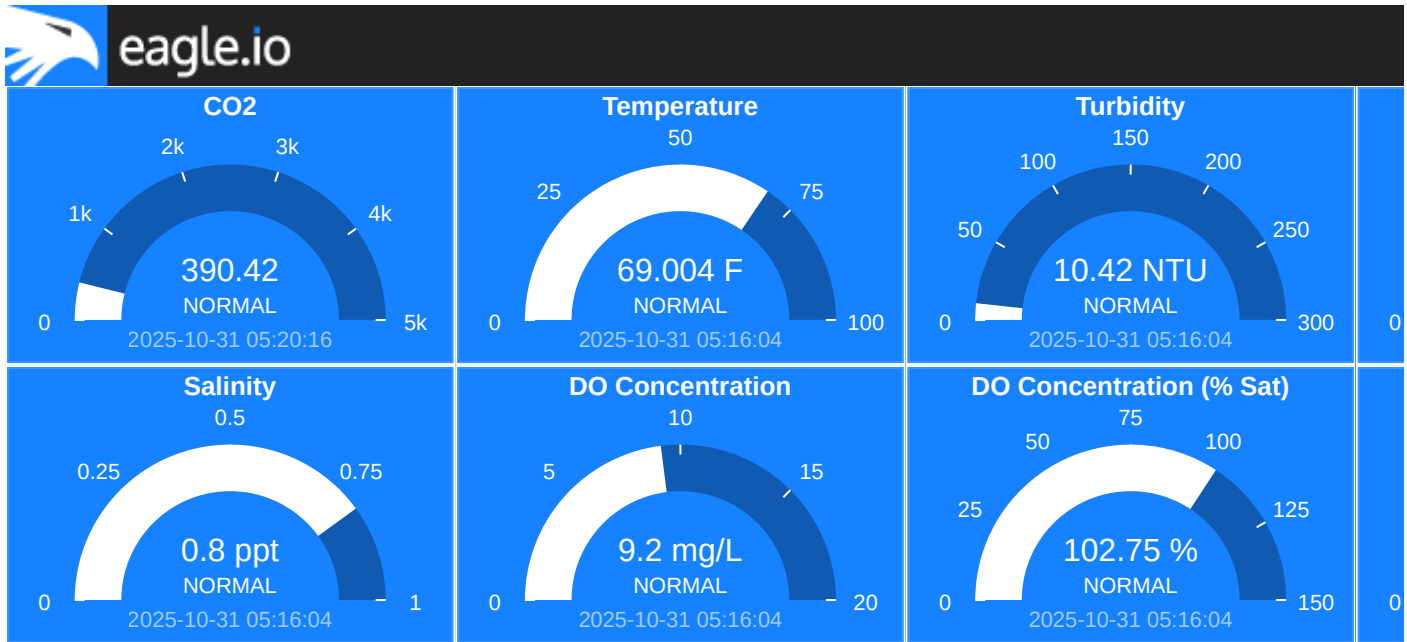 eagle.io
CO2
2k 3k
1k 4k
390.42
NORMAL
0 5k
2025-10-31 05:20:16
Temperature
50
25 75
69.004 F
NORMAL
0 100
2025-10-31 05:16:04
Turbidity
150
100 200
50 250
10.42 NTU
NORMAL
0 300
2025-10-31 05:16:04
0
Salinity
0.5
0.25 0.75
0.8 ppt
NORMAL
0 1
2025-10-31 05:16:04
DO Concentration
10
5 15
9.2 mg/L
NORMAL
0 20
2025-10-31 05:16:04
DO Concentration (% Sat)
75
50 100
25 125
102.75 %
NORMAL
0 150
2025-10-31 05:16:04
0